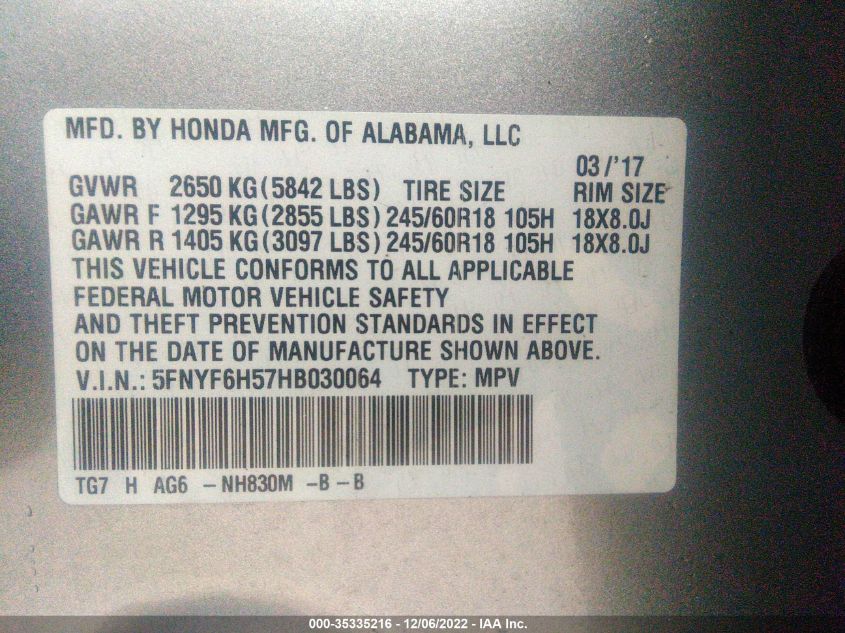 MFD. BY HONDA MFG. OF ALABAMA, LLC
03/'17
GVWR 2650 KG(5842 LBS) TIRE SIZE RIM SIZE
GAWR F 1295 KG(2855 LBS) 245/60R18 105H 18X8.0J
GAWR R 1405 KG(3097 LBS) 245/60R18 105H 18X8.0J
THIS VEHICLE CONFORMS TO ALL APPLICABLE
FEDERAL MOTOR VEHICLE SAFETY
AND THEFT PREVENTION STANDARDS IN EFFECT
ON THE DATE OF MANUFACTURE SHOWN ABOVE.
V.I.N.: 5FNYF6H57HB030064 TYPE: MPV
TG7 H AG6 -NH830M -B-B
000-35335216 - 12/06/2022 - IAA Inc.